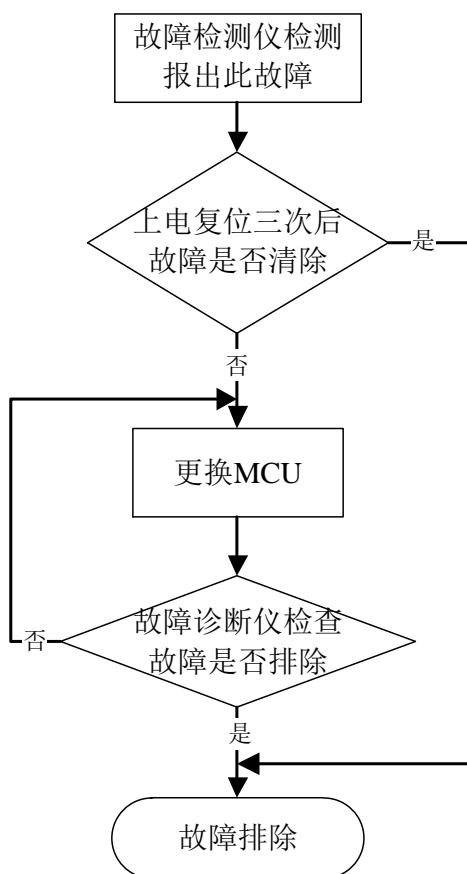 故障检测仪检测
报出此故障
上电复位三次后
故障是否清除
是
否
更换MCU
故障诊断仪检查
故障是否排除
否
是
故障排除